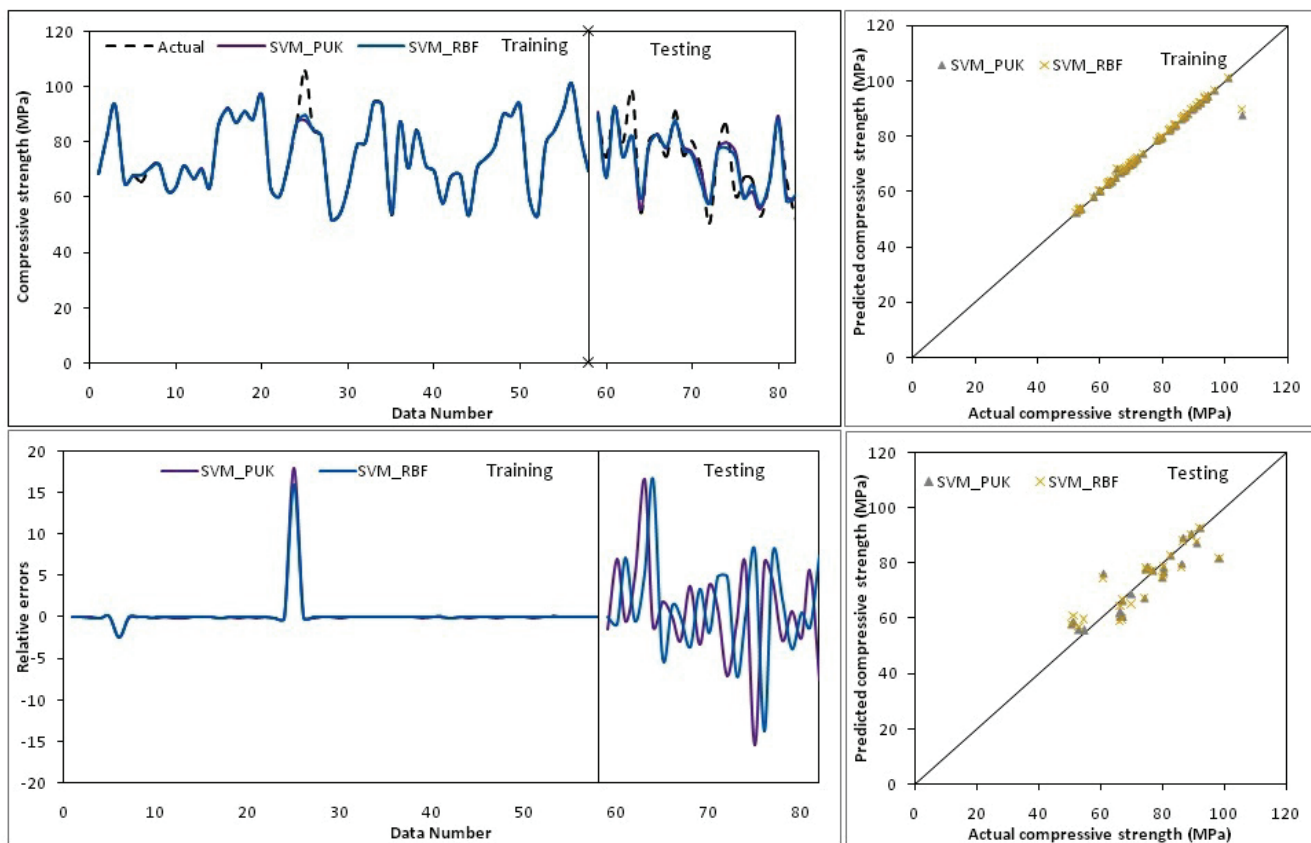 120
100
80
60
40
20
0
Compressive strength (MPa)
Actual SVM_PUK SVM_RBF Training
Testing
0 10 20 30 40 50 60 70 80
Data Number
120
100
80
60
40
20
0
Predicted compressive strength (MPa)
SVM_PUK SVM_RBF Training
0 20 40 60 80 100 120
Actual compressive strength (MPa)
20
15
10
5
0
-5
-10
-15
-20
Relative errors
SVM_PUK SVM_RBF Training
Testing
0 10 20 30 40 50 60 70 80
Data Number
120
100
80
60
40
20
0
Predicted compressive strength (MPa)
Testing
SVM_PUK SVM_RBF
0 20 40 60 80 100 120
Actual compressive strength (MPa)